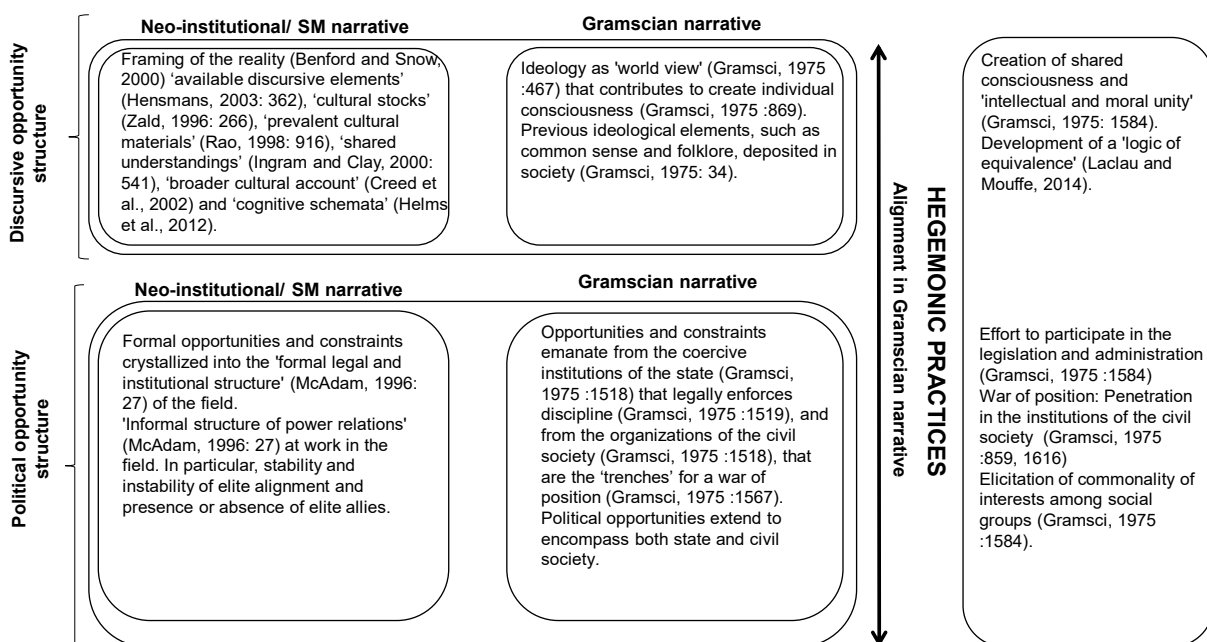 Discursive opportunity
structure
Neo-institutional/ SM narrative
Framing of the reality (Benford and Snow,
2000) ‘available discursive elements’
(Hensmans, 2003: 362), ‘cultural stocks’
(Zald, 1996: 266), ‘prevalent cultural
materials’ (Rao, 1998: 916), ‘shared
understandings’ (Ingram and Clay, 2000:
541), ‘broader cultural account’ (Creed
et al., 2002) and ‘cognitive schemata’ (Helms
et al., 2012).
Gramscian narrative
Ideology as 'world view' (Gramsci, 1975
:467) that contributes to create individual
consciousness (Gramsci, 1975 :869).
Previous ideological elements, such as
common sense and folklore, deposited in
society (Gramsci, 1975: 34).
Political opportunity
structure
Neo-institutional/ SM narrative
Formal opportunities and constraints
crystallized into the 'formal legal and
institutional structure' (McAdam, 1996:
27) of the field.
'Informal structure of power relations'
(McAdam, 1996: 27) at work in the
field. In particular, stability and
instability of elite alignment and
presence or absence of elite allies.
Gramscian narrative
Opportunities and constraints
emanate from the coercive
institutions of the state (Gramsci,
1975 :1518) that legally enforces
discipline (Gramsci, 1975 :1519), and
from the organizations of the civil
society (Gramsci, 1975 :1518), that
are the ‘trenches’ for a war of
position (Gramsci, 1975 :1567).
Political opportunities extend to
encompass both state and civil
society.
Alignment in Gramscian narrative
HEGEMONIC PRACTICES
Creation of shared
consciousness and
'intellectual and moral unity'
(Gramsci, 1975: 1584).
Development of a 'logic of
equivalence' (Laclau and
Mouffe, 2014).
Effort to participate in the
legislation and administration
(Gramsci, 1975 :1584)
War of position: Penetration
in the institutions of the civil
society (Gramsci, 1975
:859, 1616)
Elicitation of commonality of
interests among social
groups (Gramsci, 1975
:1584).